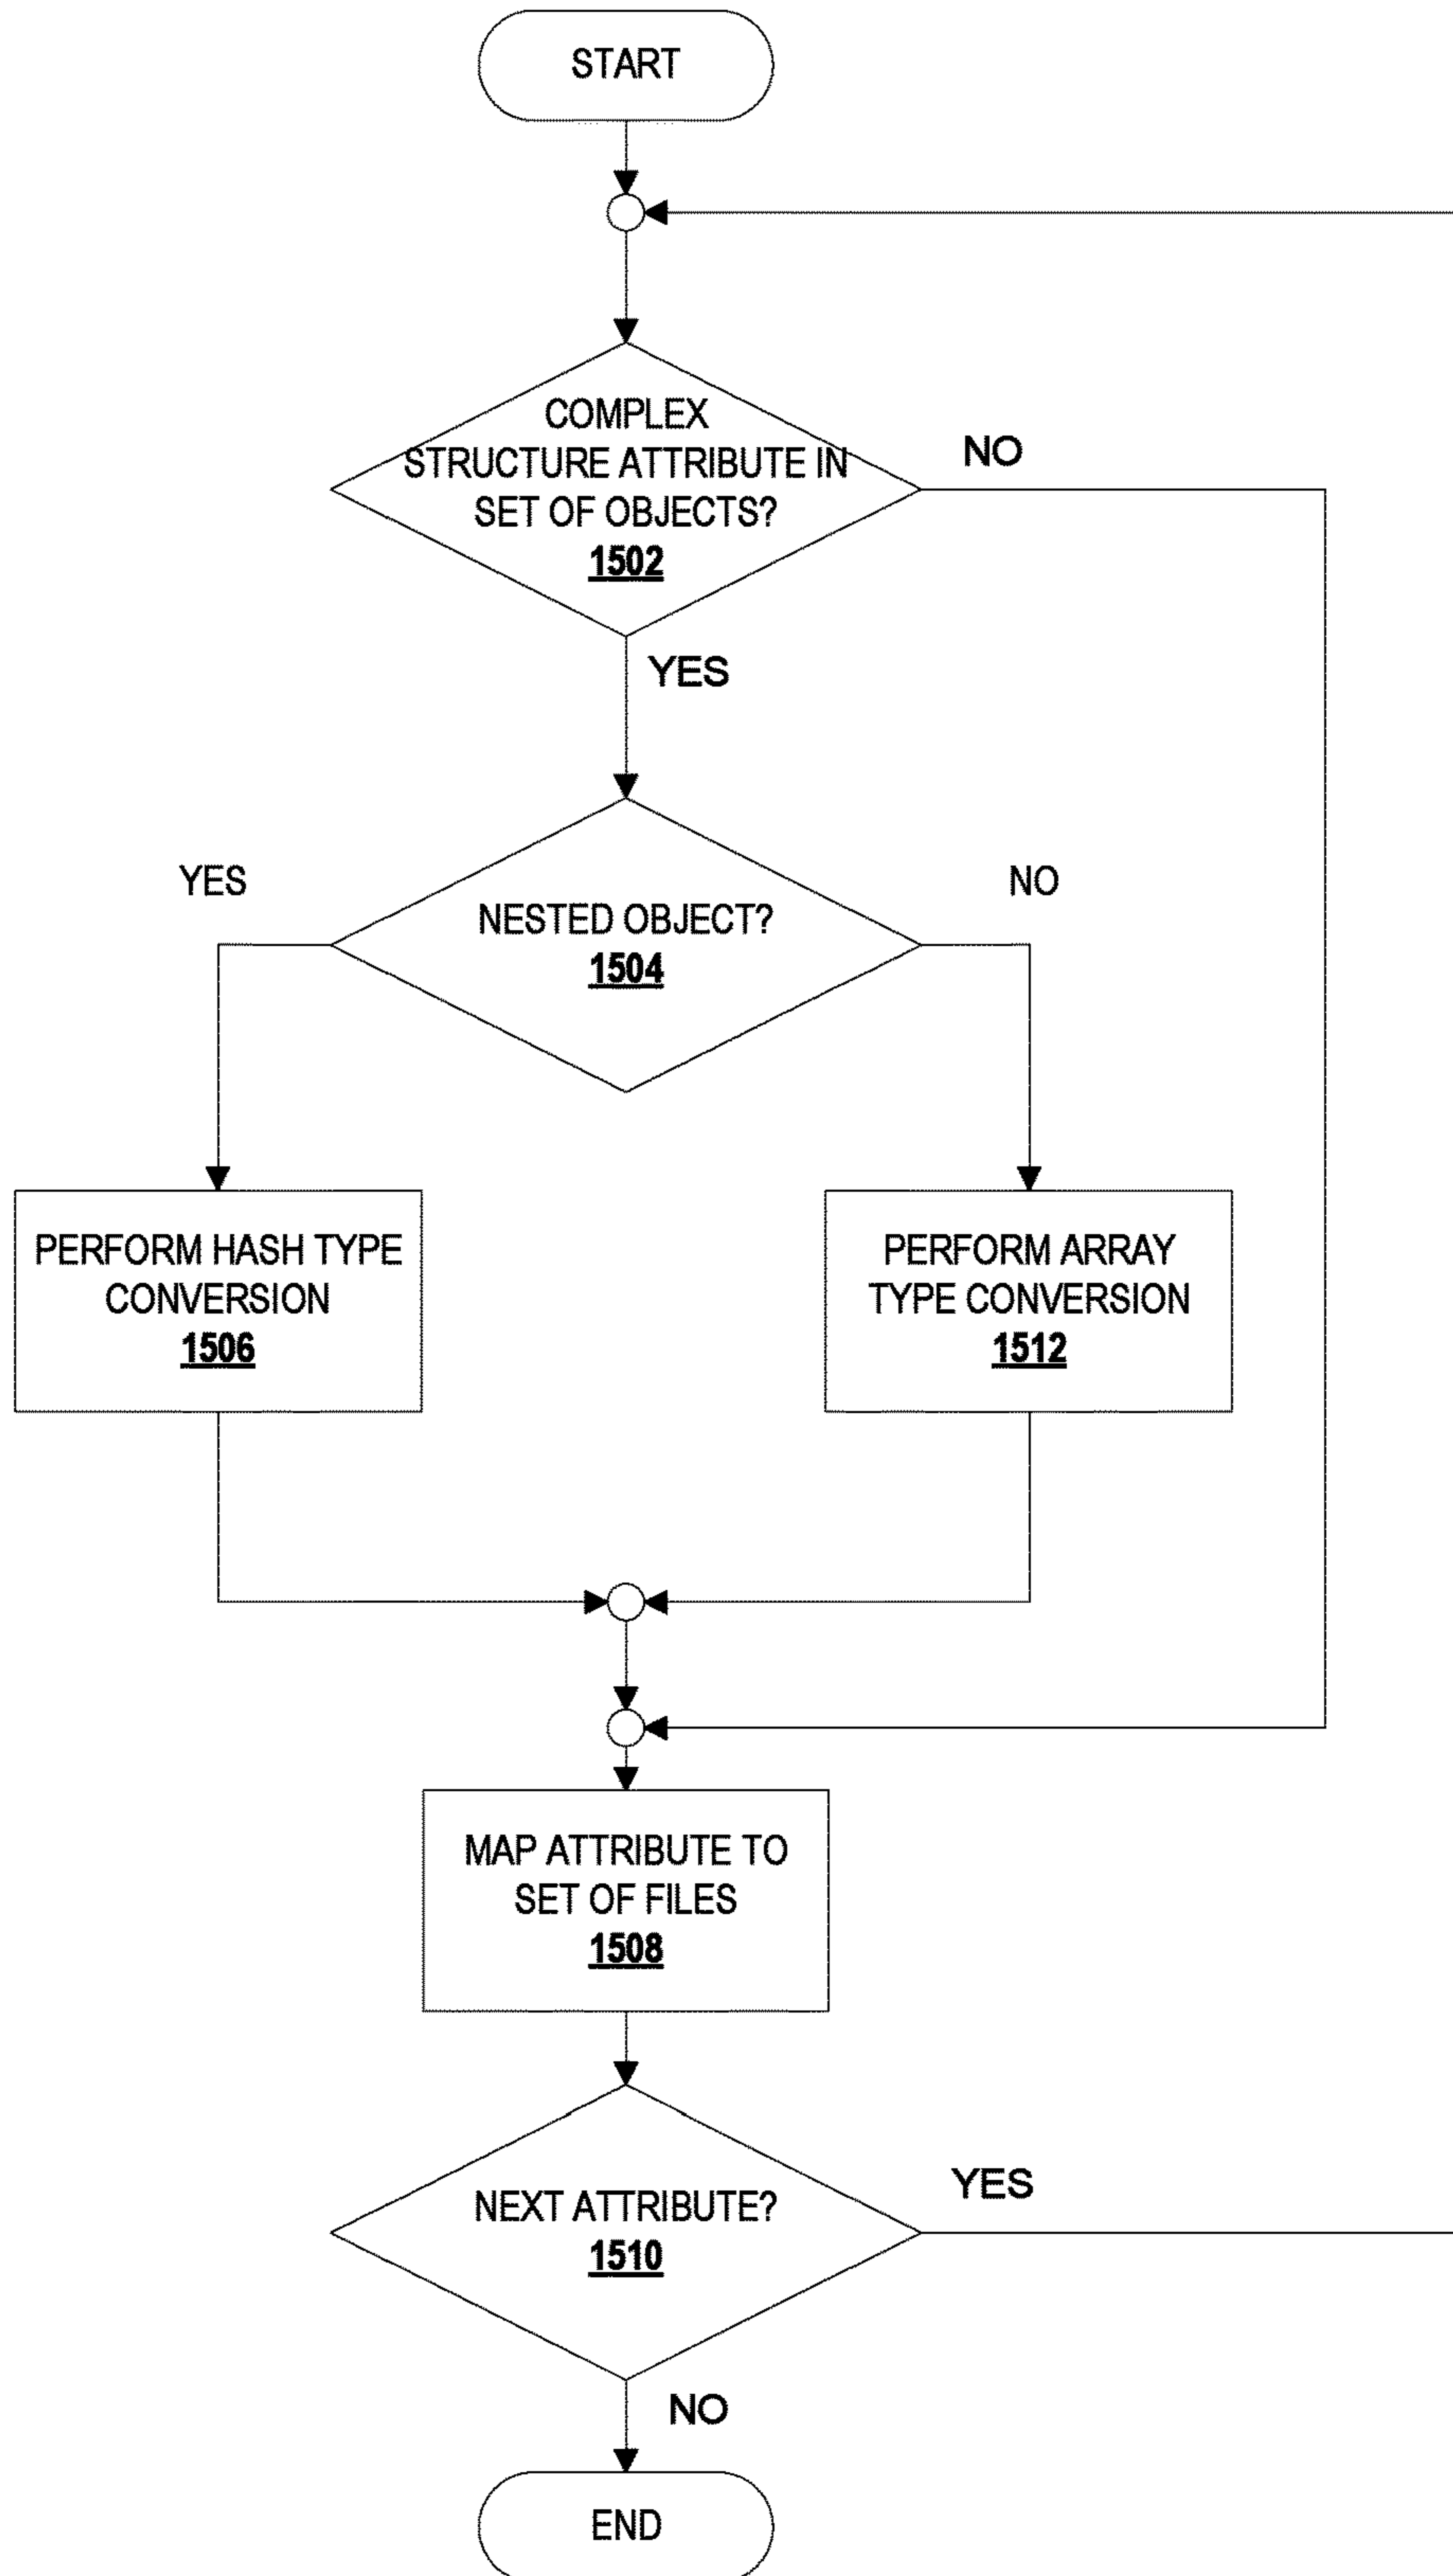 START
COMPLEX
STRUCTURE ATTRIBUTE IN
SET OF OBJECTS?
1502
NO
YES
YES
NESTED OBJECT?
1504
NO
PERFORM HASH TYPE
CONVERSION
1506
PERFORM ARRAY
TYPE CONVERSION
1512
MAP ATTRIBUTE TO
SET OF FILES
1508
NEXT ATTRIBUTE?
1510
YES
NO
END